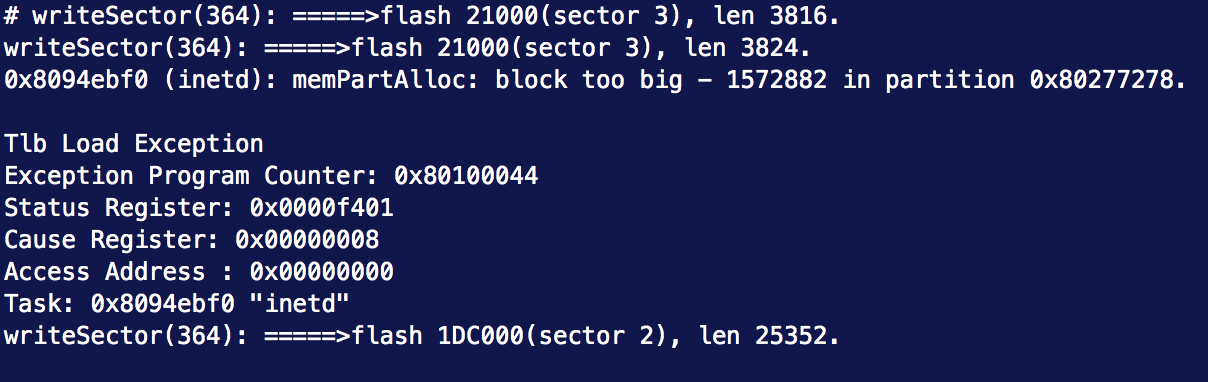 # writeSector(364): =====>flash 21000(sector 3), len 3816.
writeSector(364): =====>flash 21000(sector 3), len 3824.
0x8094ebf0 (inetd): memPartAlloc: block too big - 1572882 in partition 0x80277278.
Tlb Load Exception
Exception Program Counter: 0x80100044
Status Register: 0x0000f401
Cause Register: 0x00000008
Access Address : 0x00000000
Task: 0x8094ebf0 "inetd"
writeSector(364): =====>flash 1DC000(sector 2), len 25352.